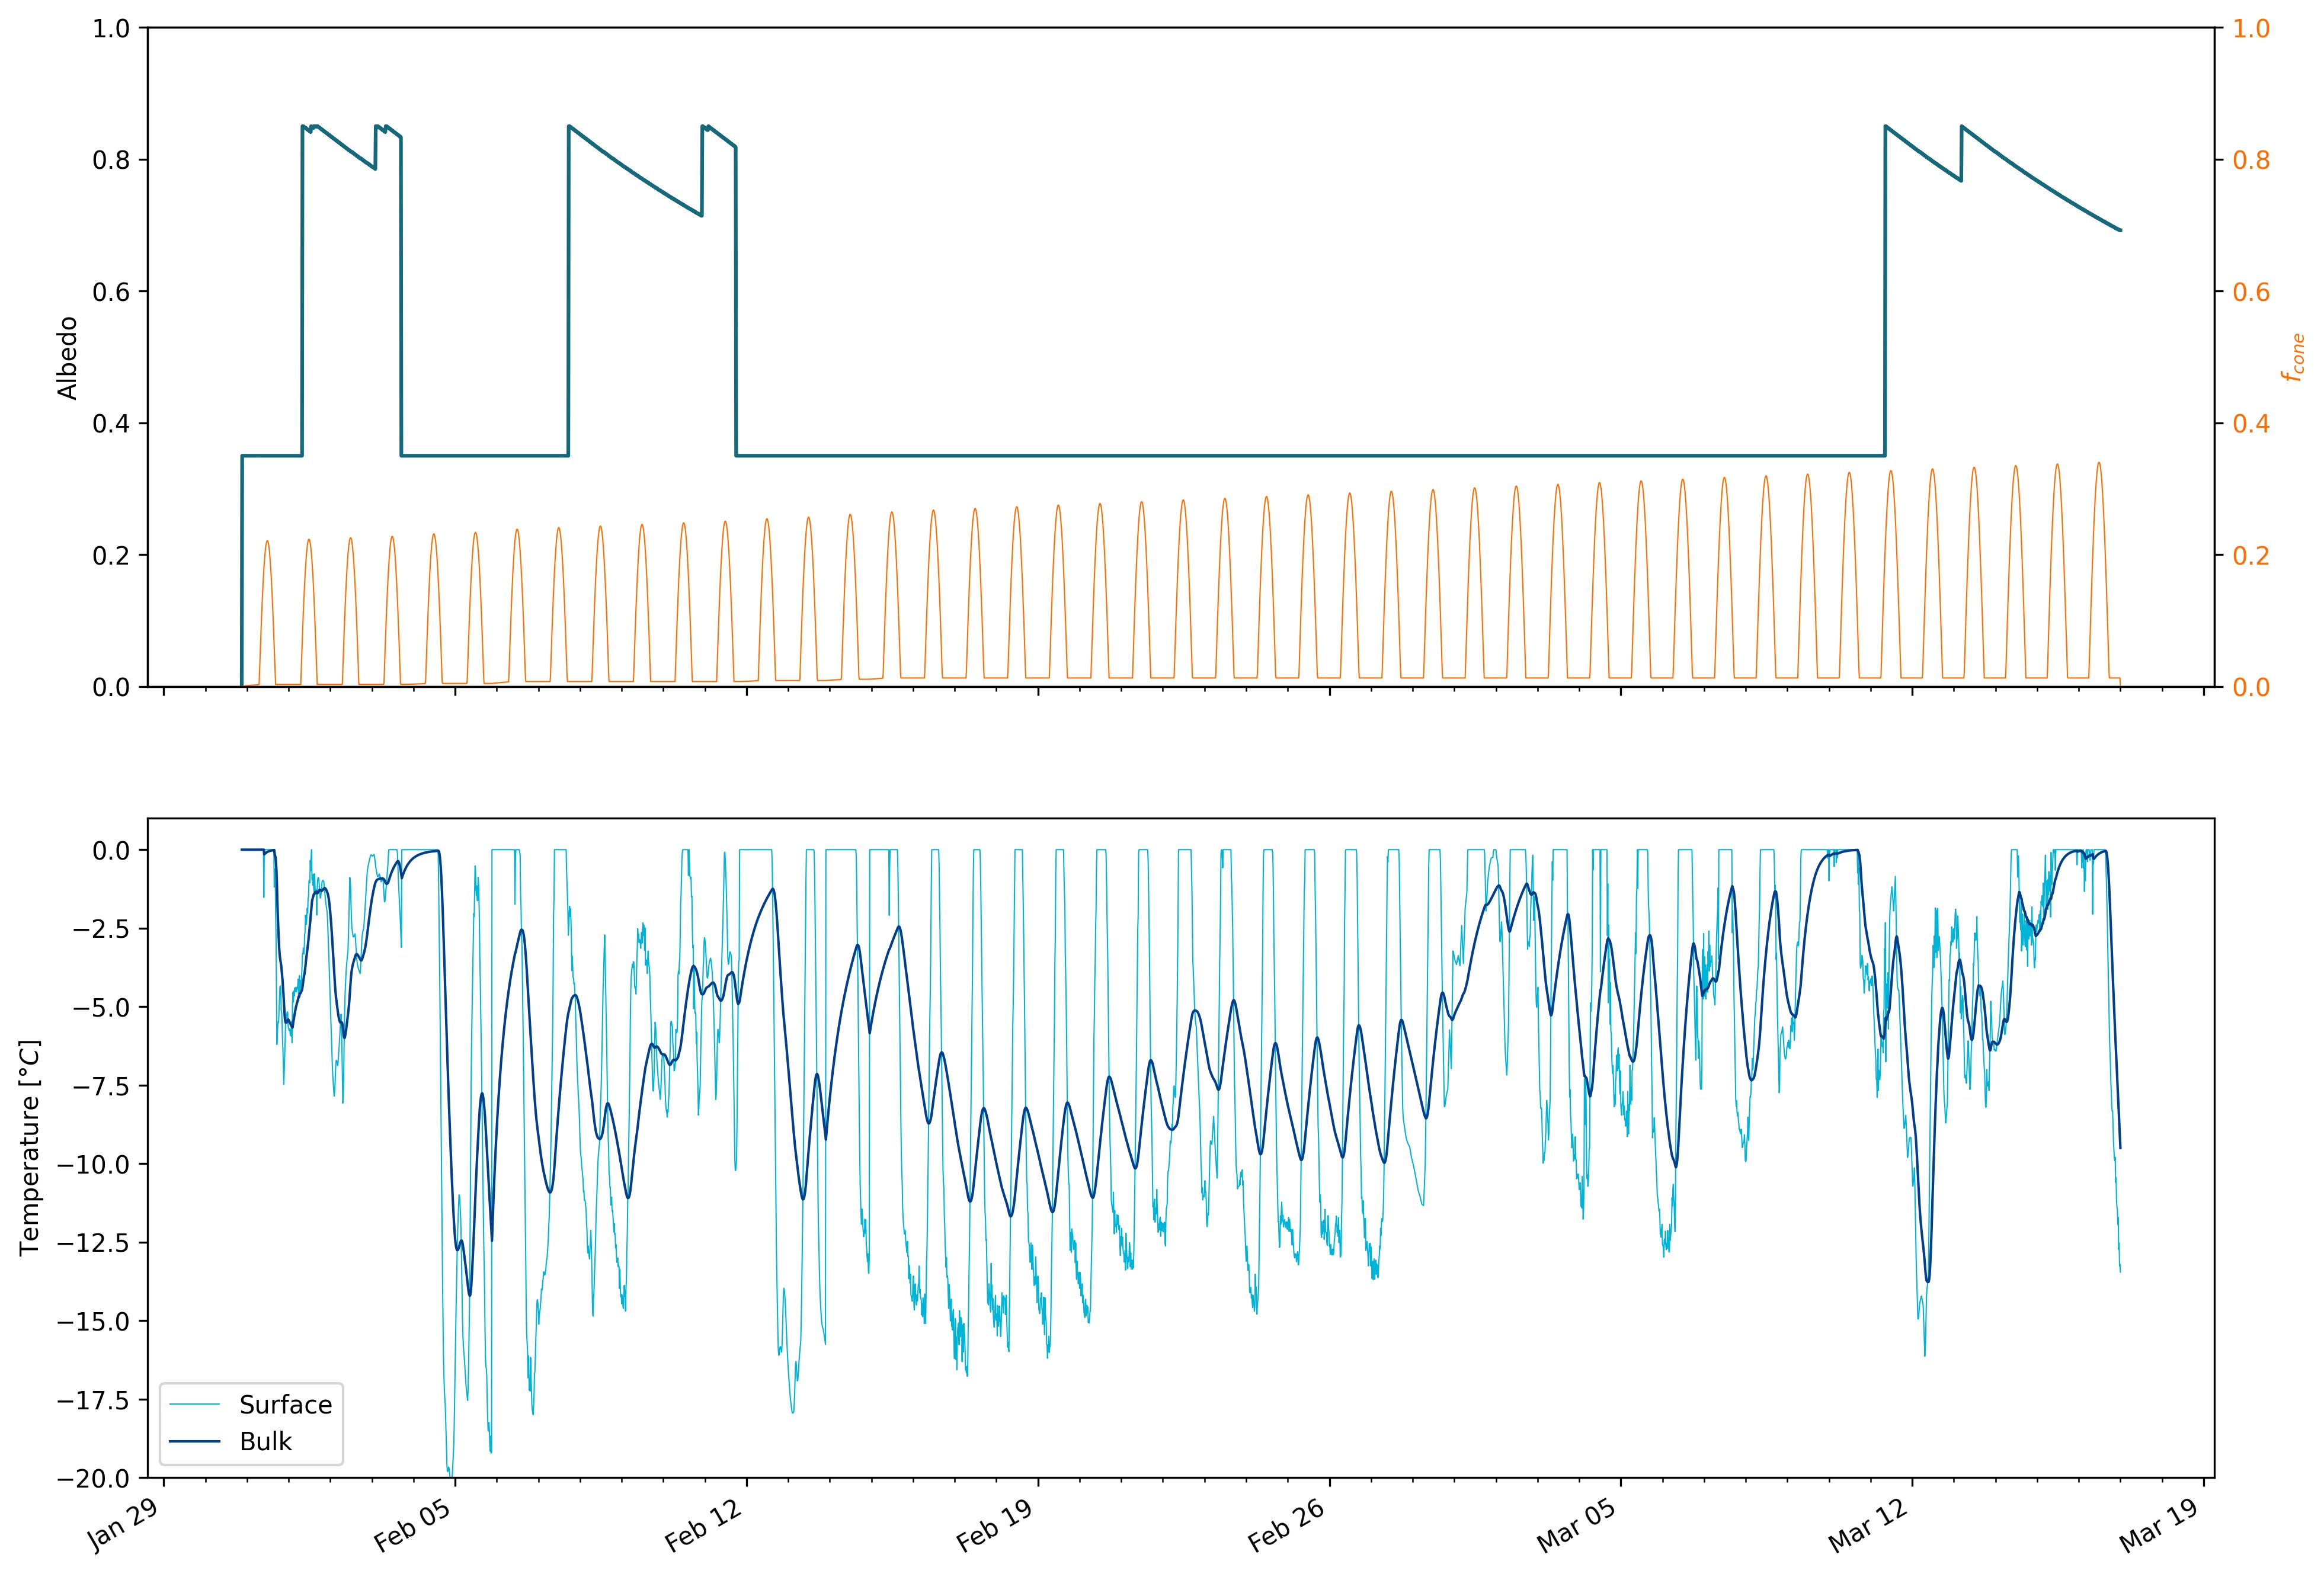 1.0
0.8
0.6
0.4
0.2
0.0
Albedo
1.0
0.8
0.6
0.4
0.2
0.0
f_cone
0.0
−2.5
−5.0
−7.5
−10.0
−12.5
−15.0
−17.5
−20.0
Temperature [°C]
Surface
Bulk
Jan 29
Feb 05
Feb 12
Feb 19
Feb 26
Mar 05
Mar 12
Mar 19